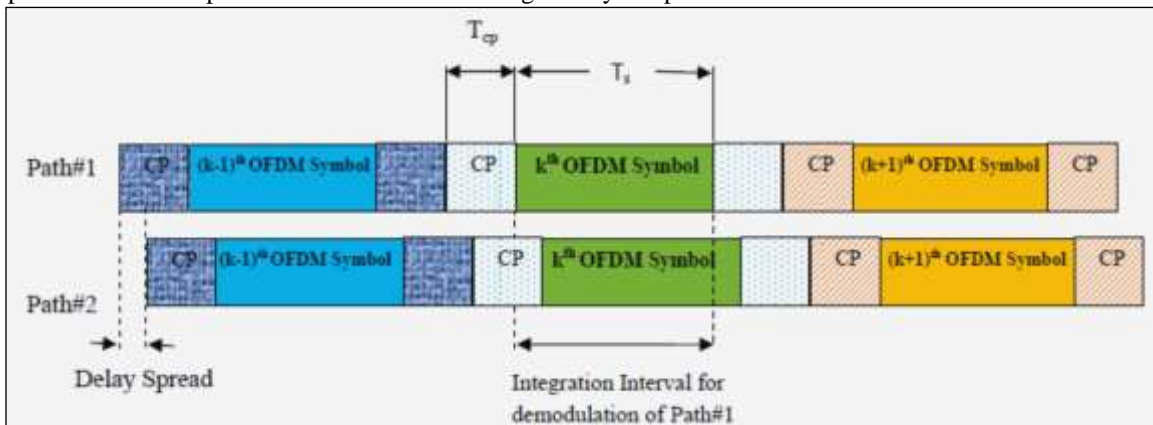 T_cp
T_s
Path#1
CP
(k-1)th OFDM Symbol
CP
kth OFDM Symbol
CP
(k+1)th OFDM Symbol
CP
Path#2
CP
(k-1)th OFDM Symbol
CP
kth OFDM Symbol
CP
(k+1)th OFDM Symbol
CP
Delay Spread
Integration Interval for
demodulation of Path#1